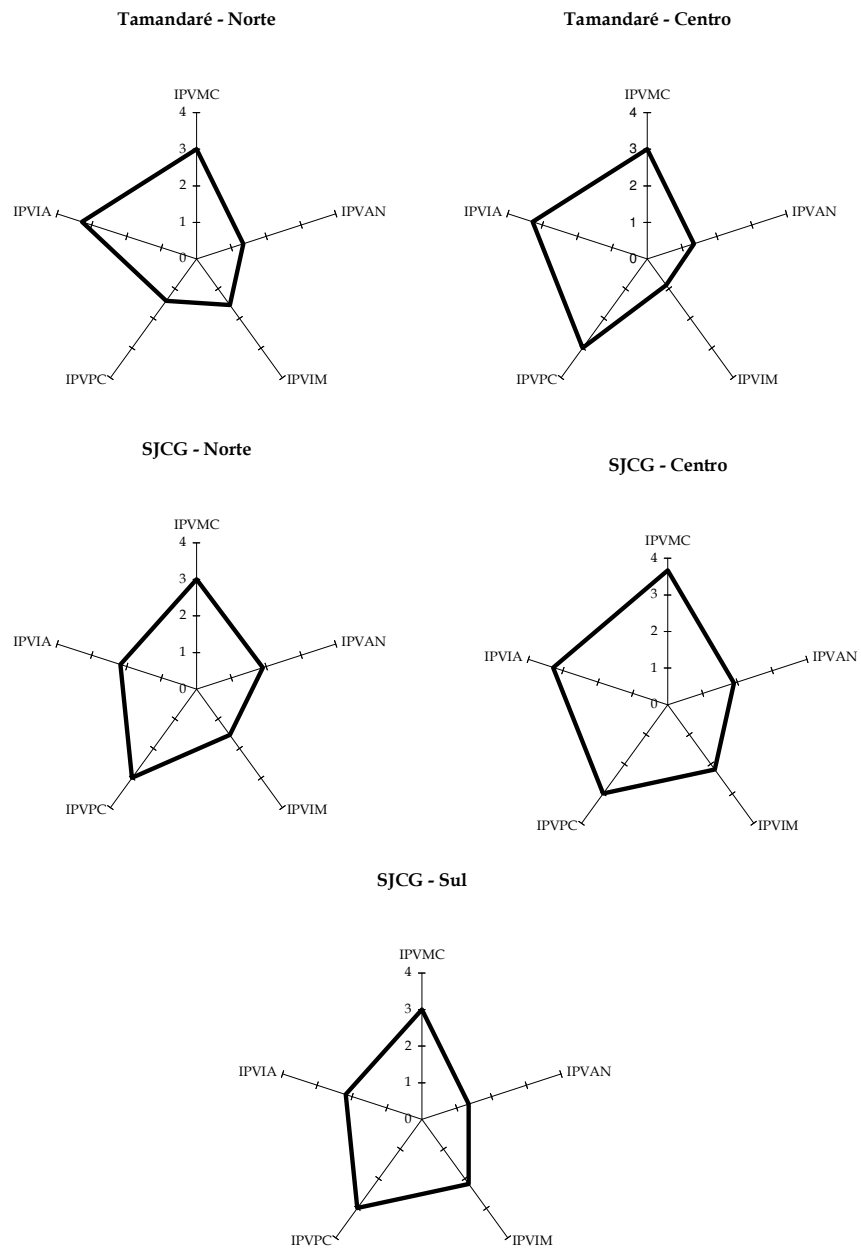 Tamandaré - Norte
IPVMC
4
3
2
1
0
IPVIA
IPVAN
IPVPC
IPVIM
Tamandaré - Centro
IPVMC
4
3
2
1
0
IPVIA
IPVAN
IPVPC
IPVIM
SJCG - Norte
IPVMC
4
3
2
1
0
IPVIA
IPVAN
IPVPC
IPVIM
SJCG - Centro
IPVMC
4
3
2
1
0
IPVIA
IPVAN
IPVPC
IPVIM
SJCG - Sul
IPVMC
4
3
2
1
0
IPVIA
IPVAN
IPVPC
IPVIM